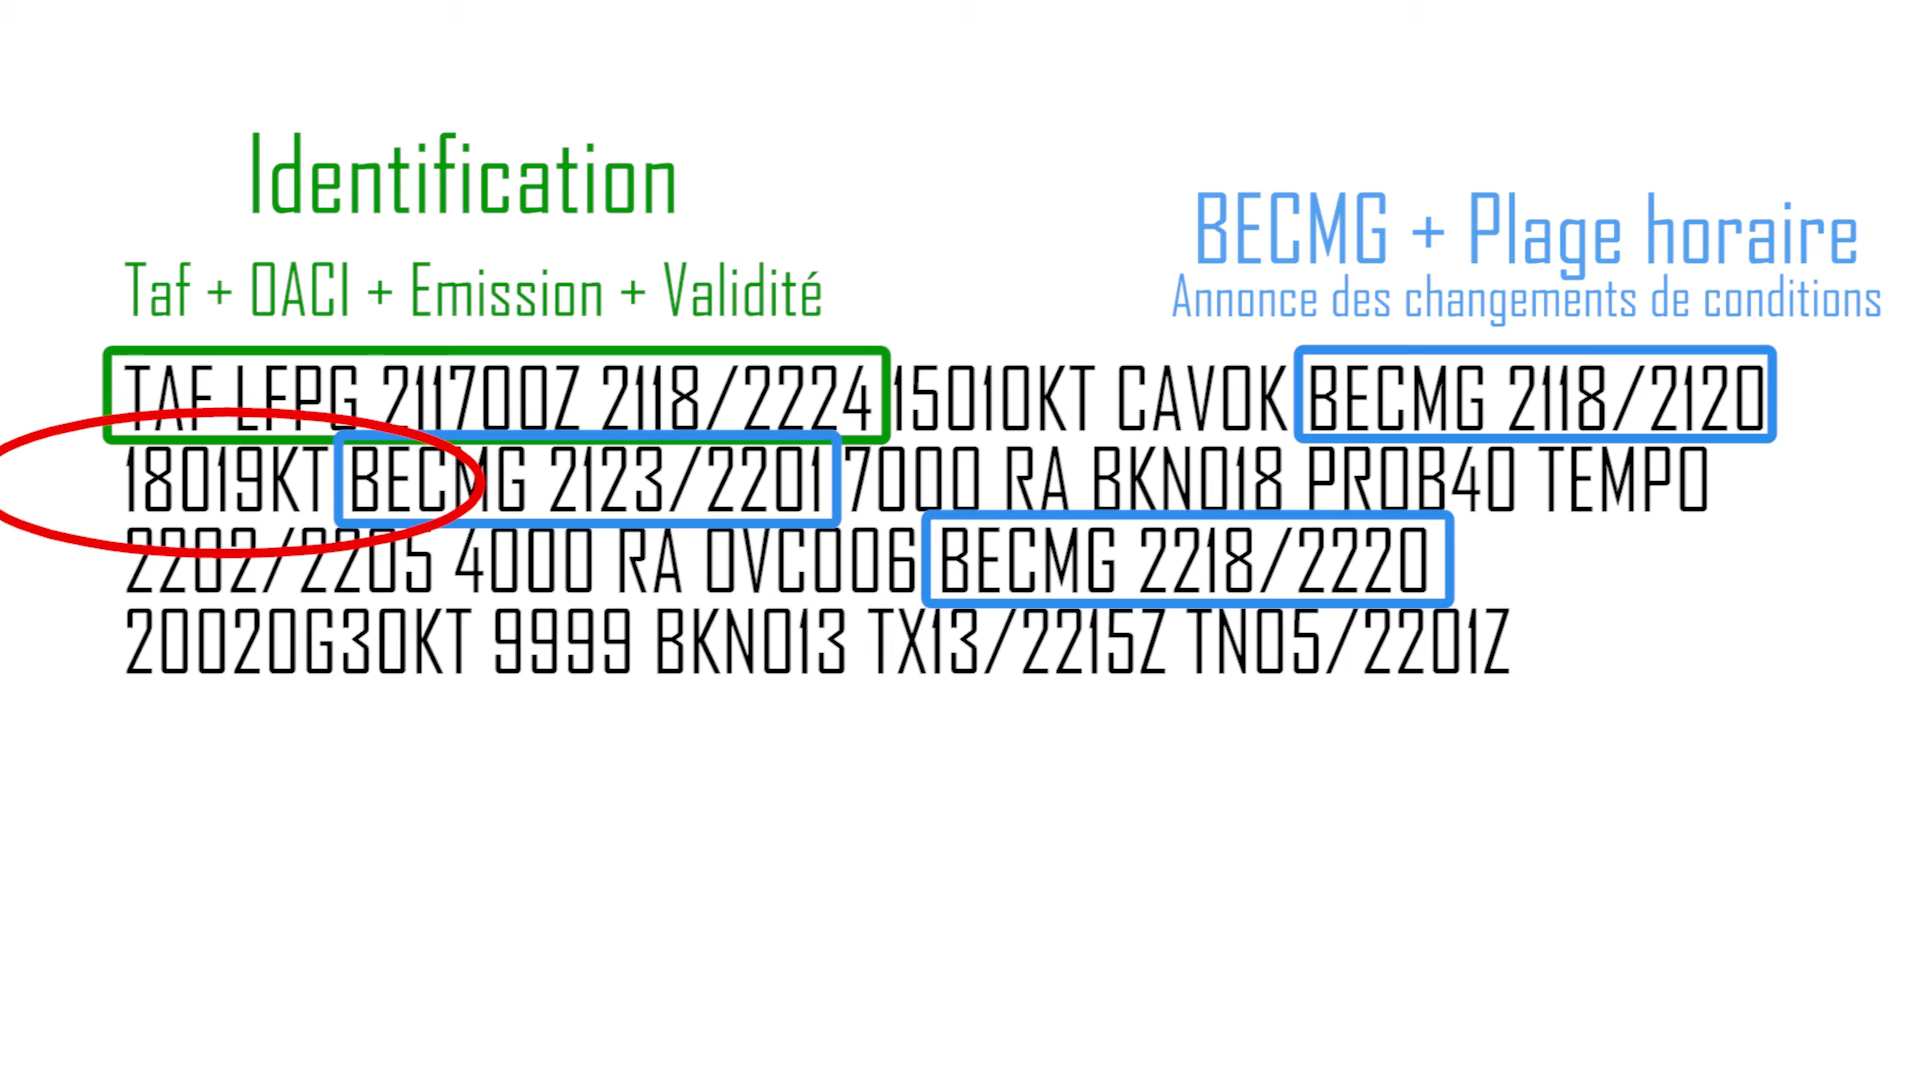 Identification
Taf + OACI + Emission + Validité
BECMG + Plage horaire
Annonce des changements de conditions
TAF LFPG 211700Z 2118/2224 15010KT CAVOK BECMG 2118/2120
18019KT BECMG 2123/2201 7000 RA BKN018 PROB40 TEMPO
2202/2205 4000 RA OVC006 BECMG 2218/2220
20020G30KT 9999 BKN013 TX13/2215Z TN05/2201Z